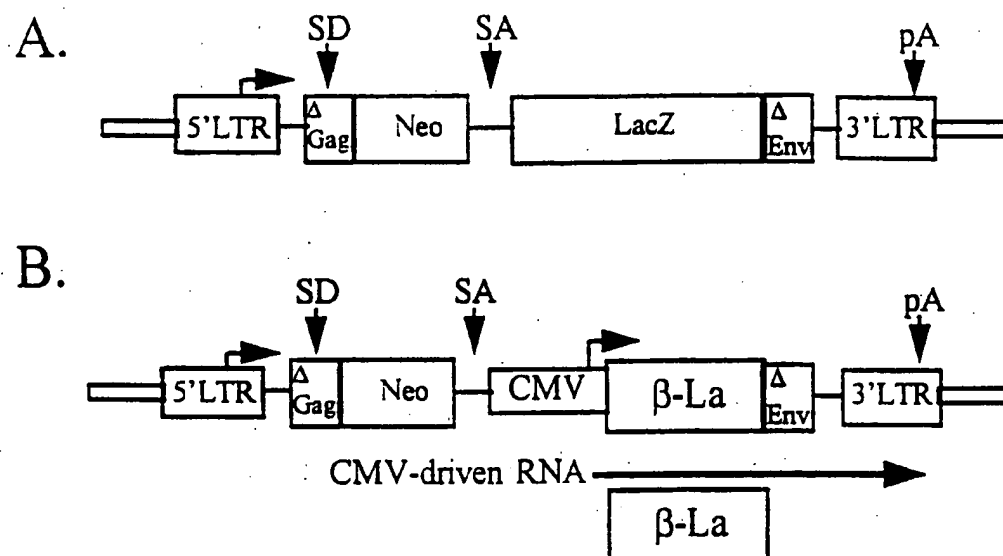 A.
SD SA pA
5'LTR Δ Gag Neo LacZ Δ Env 3'LTR
B.
SD SA pA
5'LTR Δ Gag Neo CMV β-La Δ Env 3'LTR
CMV-driven RNA
β-La